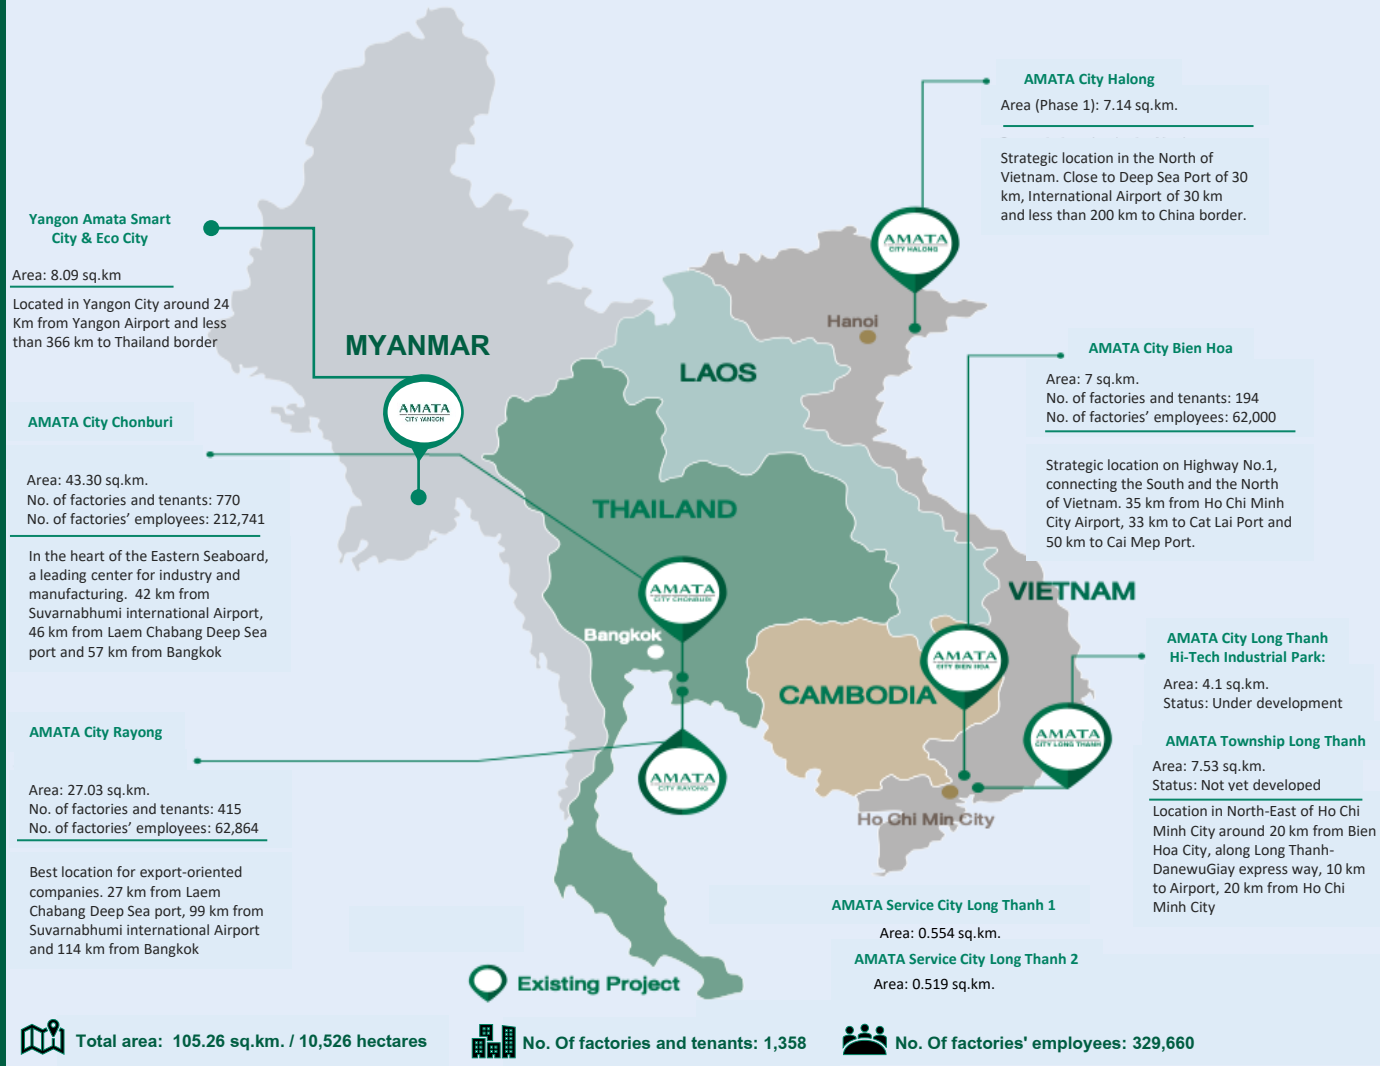 AMATA City Halong
Area (Phase 1): 7.14 sq.km.
Strategic location in the North of
Vietnam. Close to Deep Sea Port of 30
km, International Airport of 30 km
and less than 200 km to China border.
Yangon Amata Smart
City & Eco City
Area: 8.09 sq.km
Located in Yangon City around 24
Km from Yangon Airport and less
than 366 km to Thailand border
AMATA City Chonburi
Area: 43.30 sq.km.
No. of factories and tenants: 770
No. of factories’ employees: 212,741
In the heart of the Eastern Seaboard,
a leading center for industry and
manufacturing. 42 km from
Suvarnabhumi international Airport,
46 km from Laem Chabang Deep Sea
port and 57 km from Bangkok
AMATA City Rayong
Area: 27.03 sq.km.
No. of factories and tenants: 415
No. of factories’ employees: 62,864
Best location for export-oriented
companies. 27 km from Laem
Chabang Deep Sea port, 99 km from
Suvarnabhumi international Airport
and 114 km from Bangkok
MYANMAR
AMATA
CITY YANGON
LAOS
Hanoi
AMATA
CITY HALONG
THAILAND
AMATA
CITY CHONBURI
Bangkok
AMATA
CITY RAYONG
CAMBODIA
AMATA
CITY BIEN HOA
VIETNAM
AMATA
CITY LONG THANH
Ho Chi Min City
AMATA City Bien Hoa
Area: 7 sq.km.
No. of factories and tenants: 194
No. of factories’ employees: 62,000
Strategic location on Highway No.1,
connecting the South and the North
of Vietnam. 35 km from Ho Chi Minh
City Airport, 33 km to Cat Lai Port and
50 km to Cai Mep Port.
AMATA City Long Thanh
Hi-Tech Industrial Park:
Area: 4.1 sq.km.
Status: Under development
AMATA Township Long Thanh
Area: 7.53 sq.km.
Status: Not yet developed
Location in North-East of Ho Chi
Minh City around 20 km from Bien
Hoa City, along Long Thanh-
DanewuGiay express way, 10 km
to Airport, 20 km from Ho Chi
Minh City
AMATA Service City Long Thanh 1
Area: 0.554 sq.km.
AMATA Service City Long Thanh 2
Area: 0.519 sq.km.
Existing Project
Total area: 105.26 sq.km. / 10,526 hectares
No. Of factories and tenants: 1,358
No. Of factories' employees: 329,660